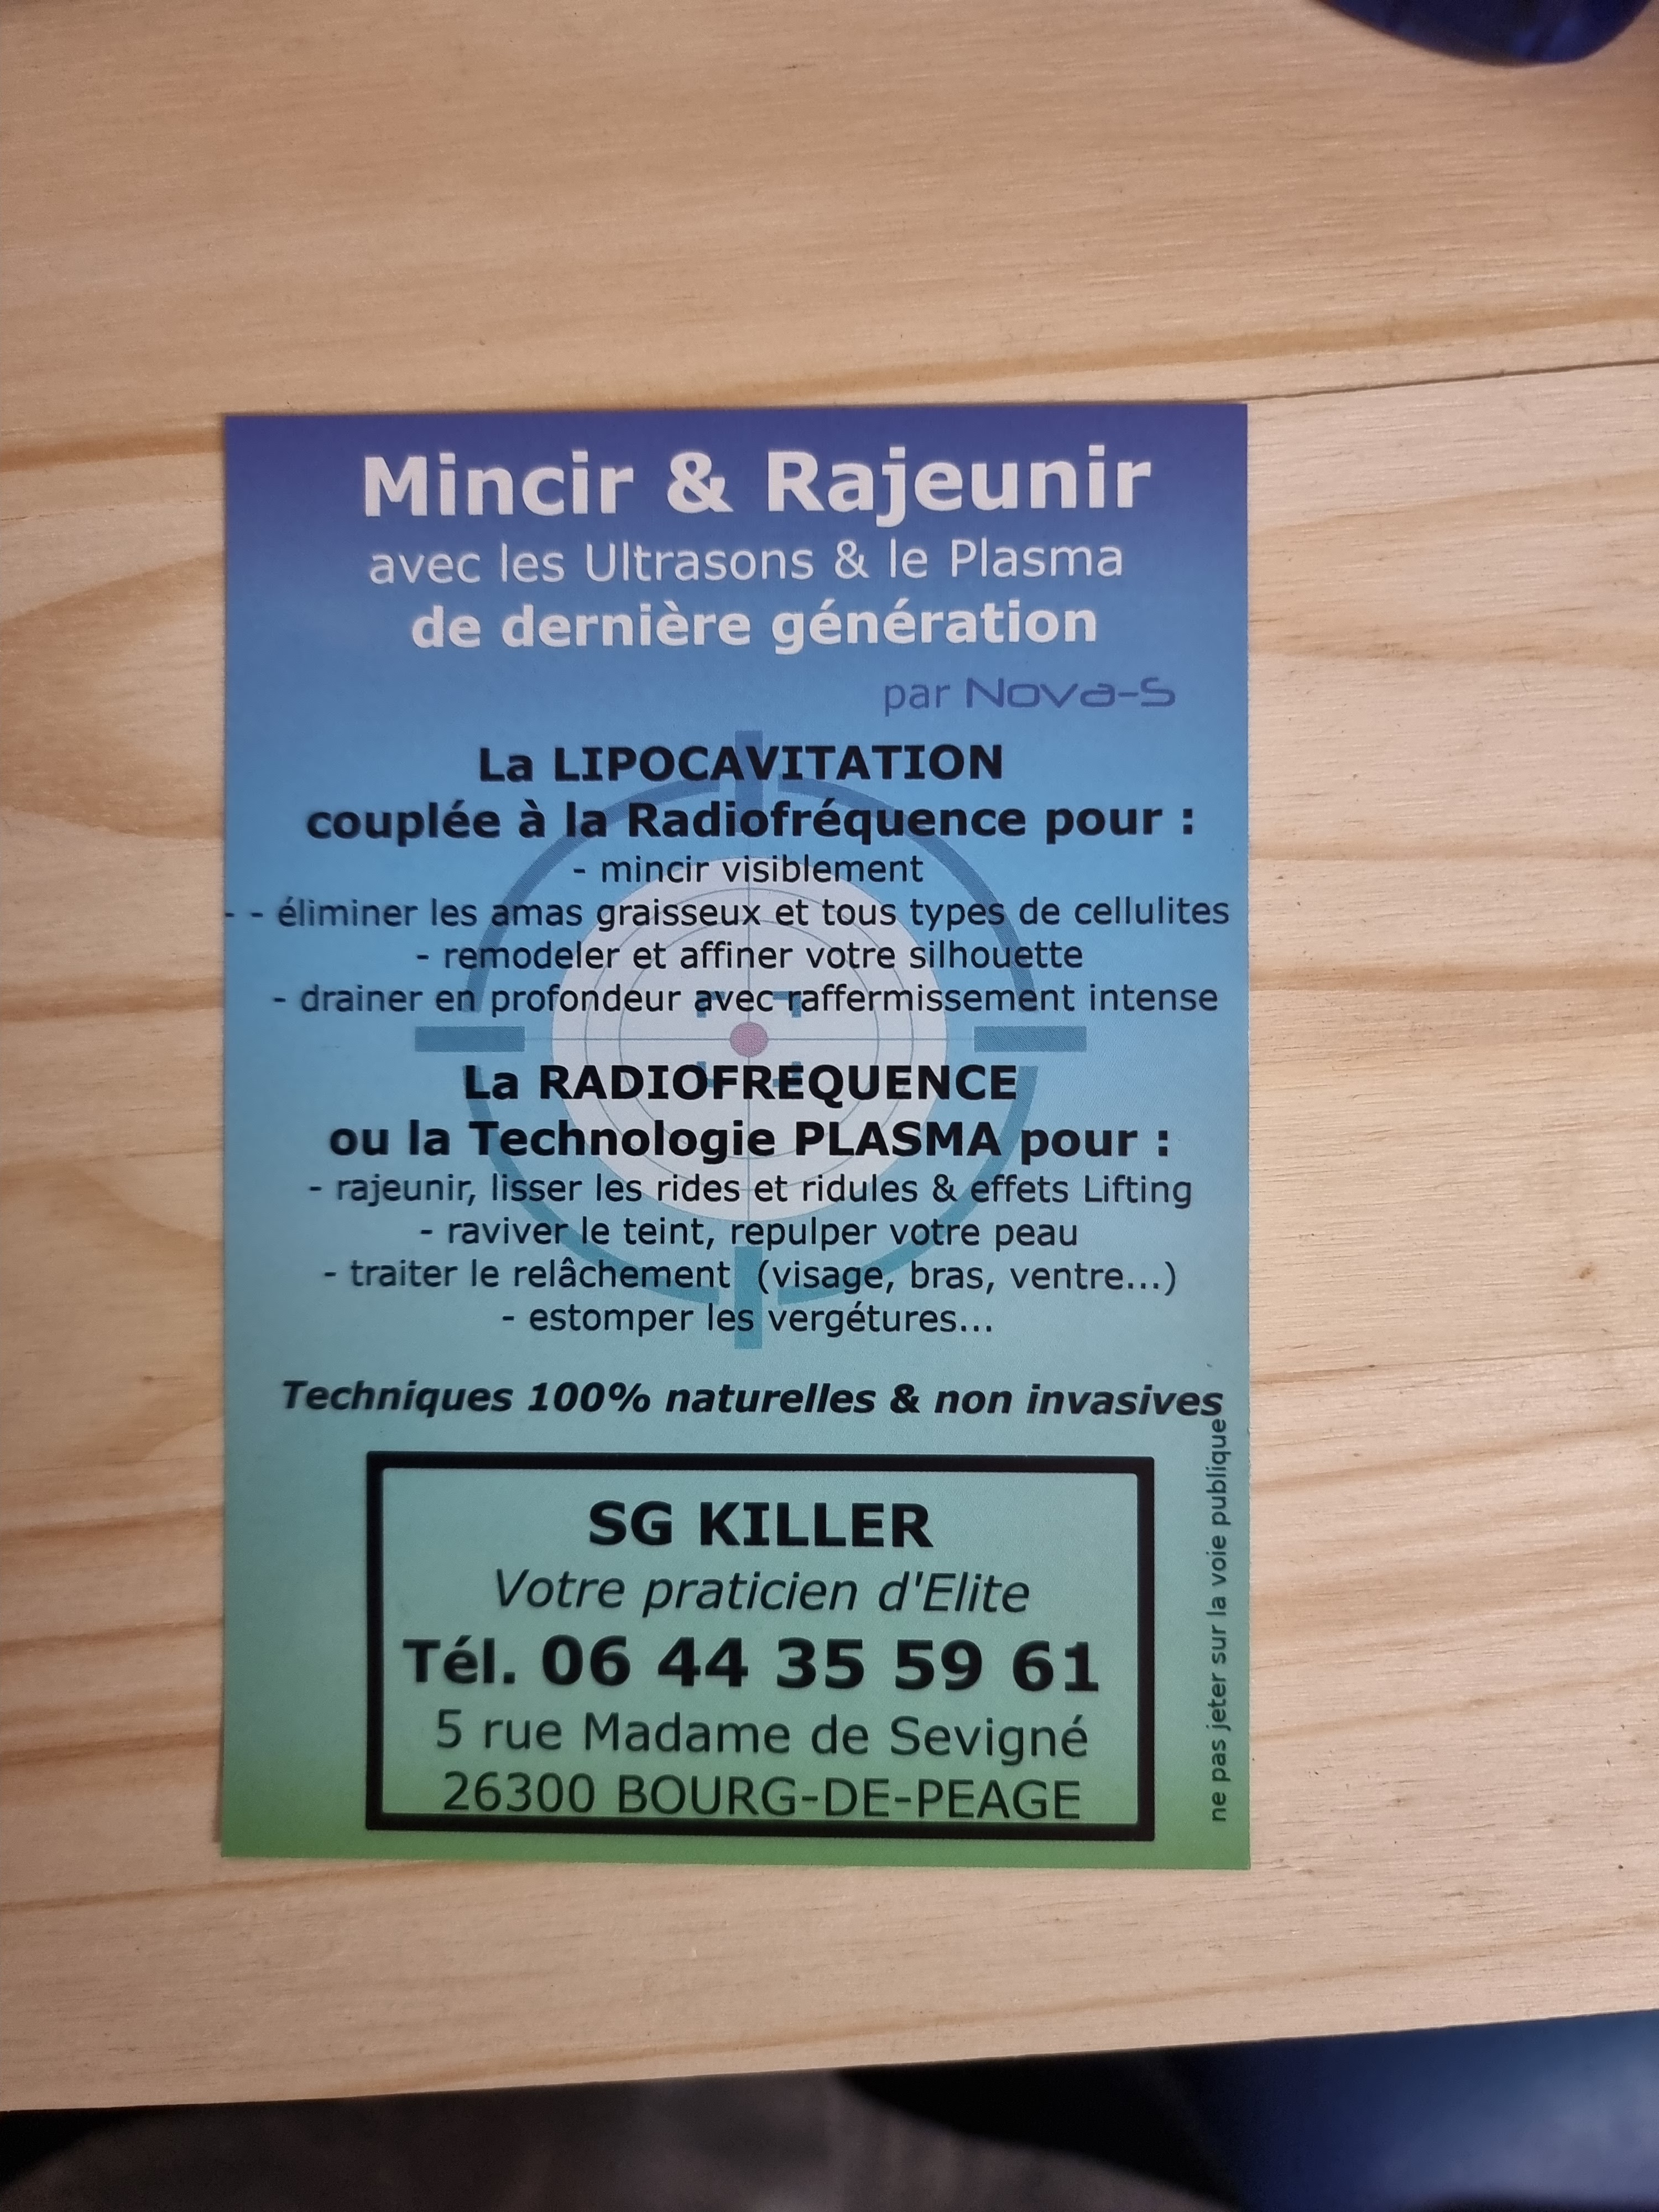 Mincir & Rajeunir
avec les Ultrasons & le Plasma
de dernière génération
par Nova-S
La LIPOCAVITATION
couplée à la Radiofréquence pour :
- mincir visiblement
- - éliminer les amas graisseux et tous types de cellulites
- remodeler et affiner votre silhouette
- drainer en profondeur avec raffermissement intense
La RADIOFREQUENCE
ou la Technologie PLASMA pour :
- rajeunir, lisser les rides et ridules & effets Lifting
- raviver le teint, repulper votre peau
- traiter le relâchement (visage, bras, ventre...)
- estomper les vergétures...
Techniques 100% naturelles & non invasives
SG KILLER
Votre praticien d'Elite
Tél. 06 44 35 59 61
5 rue Madame de Sevigné
26300 BOURG-DE-PEAGE
ne pas jeter sur la voie publique